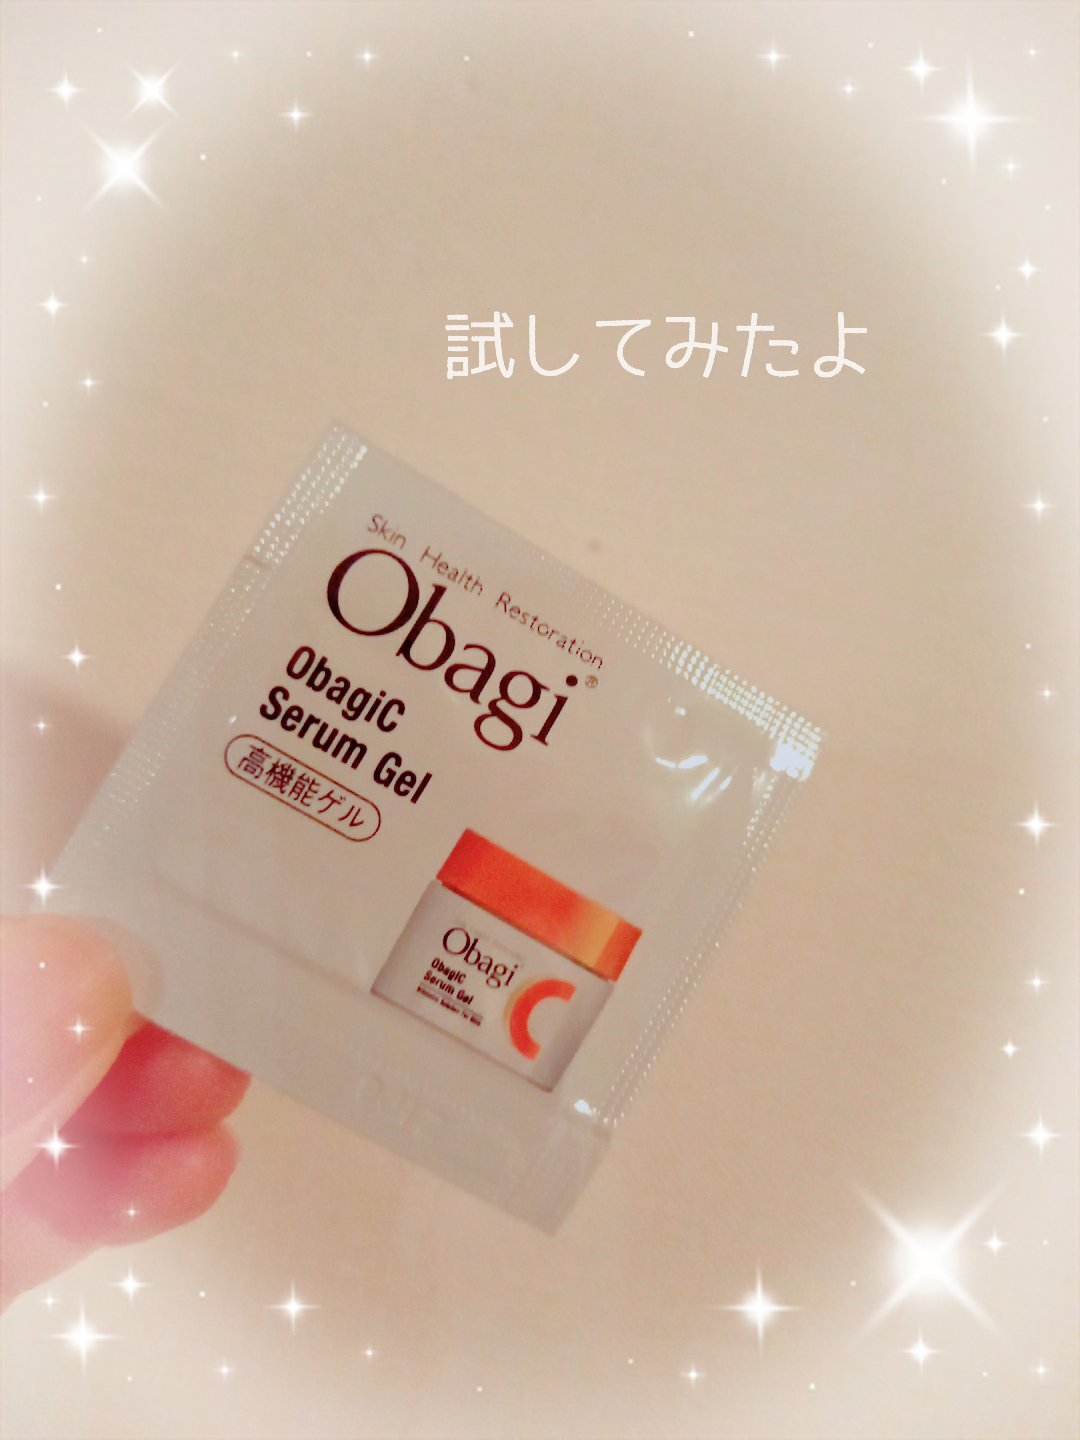 試してみたよ
Skin Health Restoration
Obagi®
ObagiC
Serum Gel
高機能ゲル
Obagi
ObagiC
Serum Gel
C